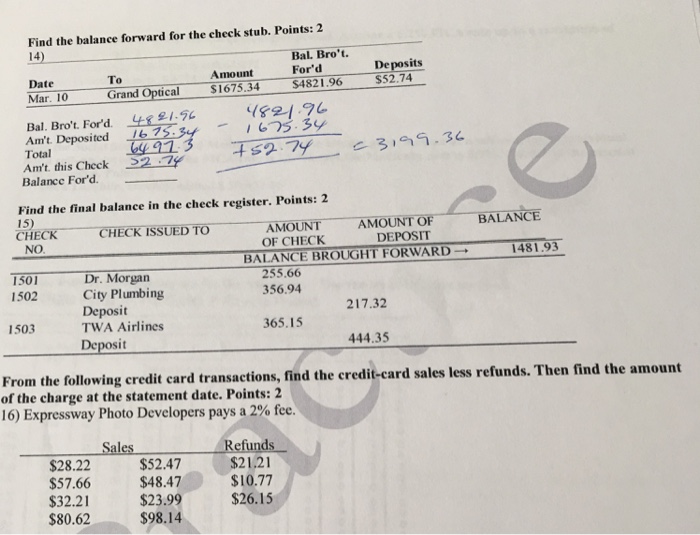 Find the balance forward for the check stub. Points: 2
14)
Bal. Bro't.
Date To Amount For'd Deposits
Mar. 10 Grand Optical $1675.34 $4821.96 $52.74
Bal. Bro't. For'd. 4821.96 4821.96
Am't. Deposited 1675.34 - 1675.34
Total 6497.3 +52.74 = 3199.36
Am't. this Check 52.74
Balance For'd.
Find the final balance in the check register. Points: 2
15)
CHECK CHECK ISSUED TO AMOUNT AMOUNT OF BALANCE
NO. OF CHECK DEPOSIT
BALANCE BROUGHT FORWARD → 1481.93
1501 Dr. Morgan 255.66
1502 City Plumbing 356.94
Deposit 217.32
1503 TWA Airlines 365.15
Deposit 444.35
From the following credit card transactions, find the credit-card sales less refunds. Then find the amount
of the charge at the statement date. Points: 2
16) Expressway Photo Developers pays a 2% fee.
Sales Refunds
$28.22 $52.47 $21.21
$57.66 $48.47 $10.77
$32.21 $23.99 $26.15
$80.62 $98.14